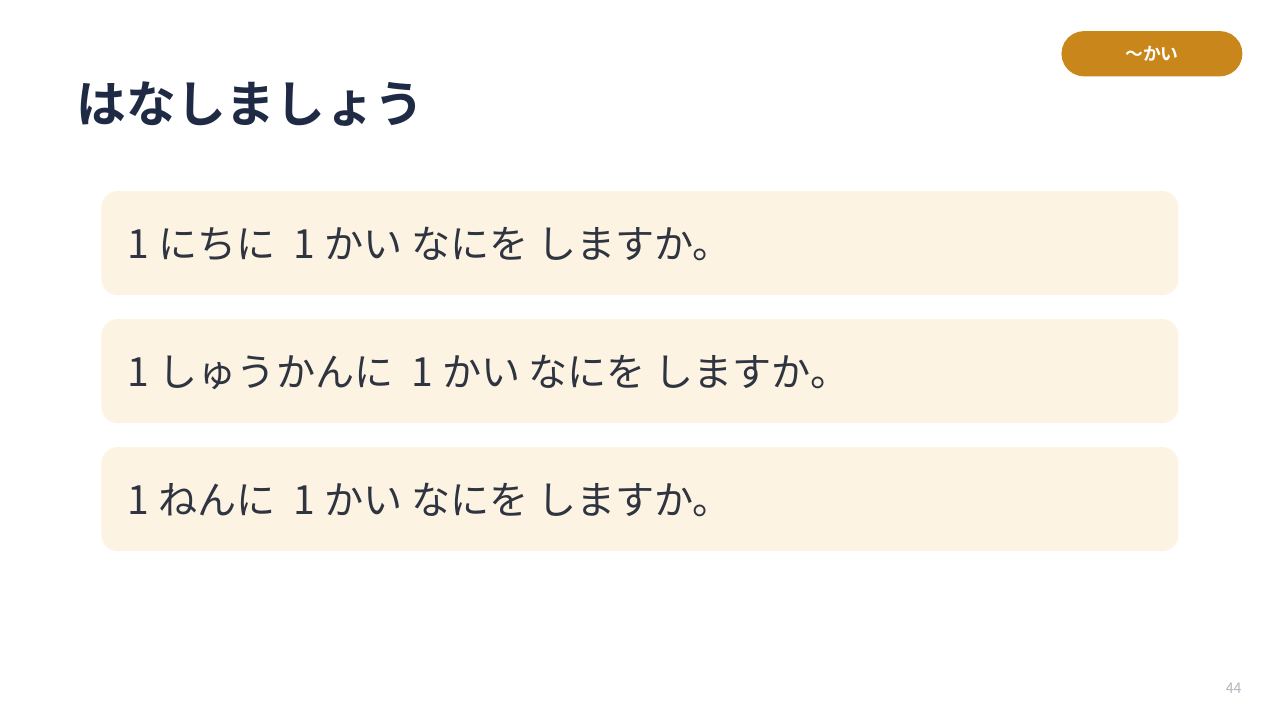 ～かい
はなしましょう
1 にちに 1 かい なにを しますか。
1 しゅうかんに 1 かい なにを しますか。
1 ねんに 1 かい なにを しますか。
44